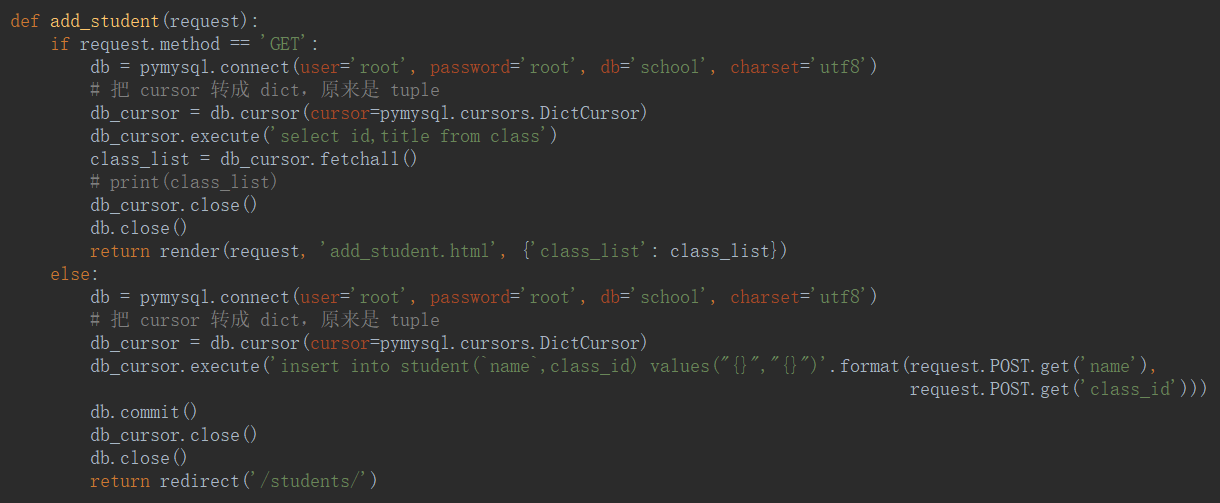 def add_student(request):
    if request.method == 'GET':
        db = pymysql.connect(user='root', password='root', db='school', charset='utf8')
        # 把 cursor 转成 dict，原来是 tuple
        db_cursor = db.cursor(cursor=pymysql.cursors.DictCursor)
        db_cursor.execute('select id,title from class')
        class_list = db_cursor.fetchall()
        # print(class_list)
        db_cursor.close()
        db.close()
        return render(request, 'add_student.html', {'class_list': class_list})
    else:
        db = pymysql.connect(user='root', password='root', db='school', charset='utf8')
        # 把 cursor 转成 dict，原来是 tuple
        db_cursor = db.cursor(cursor=pymysql.cursors.DictCursor)
        db_cursor.execute('insert into student(`name`,class_id) values("{}","{}")'.format(request.POST.get('name'),
                                                                                          request.POST.get('class_id')))
        db.commit()
        db_cursor.close()
        db.close()
        return redirect('/students/')